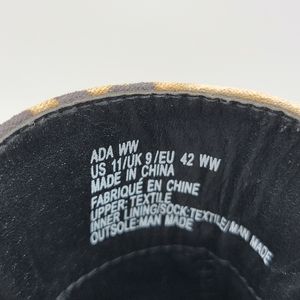 ADA WW
US 11/UK 9/EU 42 WW
MADE IN CHINA
FABRIQUÉ EN CHINE
UPPER: TEXTILE
INNER LINING/SOCK:TEXTILE/MAN MADE
OUTSOLE:MAN MADE